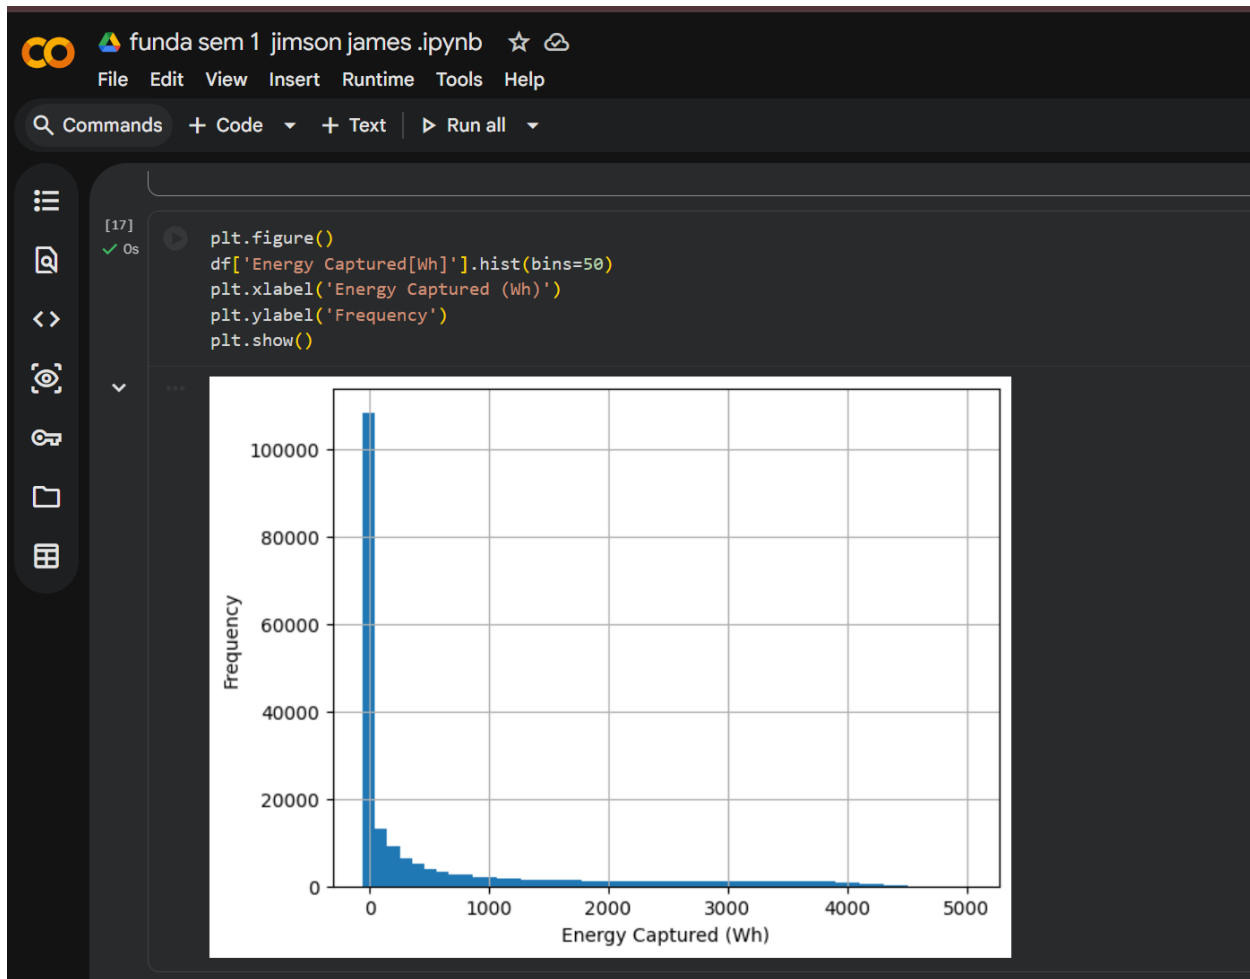 funda sem 1 jimson james .ipynb
File Edit View Insert Runtime Tools Help
Commands + Code + Text Run all
[17]
0s
plt.figure()
df['Energy Captured[Wh]'].hist(bins=50)
plt.xlabel('Energy Captured (Wh)')
plt.ylabel('Frequency')
plt.show()
100000
80000
60000
40000
20000
0
Frequency
0 1000 2000 3000 4000 5000
Energy Captured (Wh)